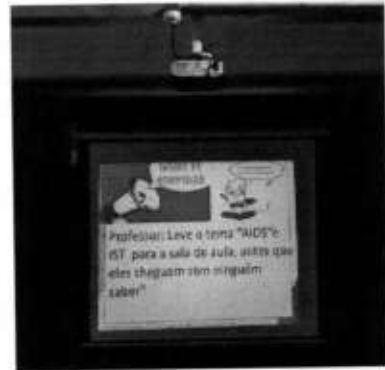 Professor: Leve o tema "AIDS"e
IST para a sala de aula, antes que
eles cheguem sem ninguém
saber"